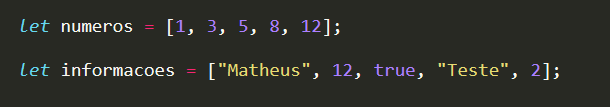 let numeros = [1, 3, 5, 8, 12];
let informacoes = ["Matheus", 12, true, "Teste", 2];